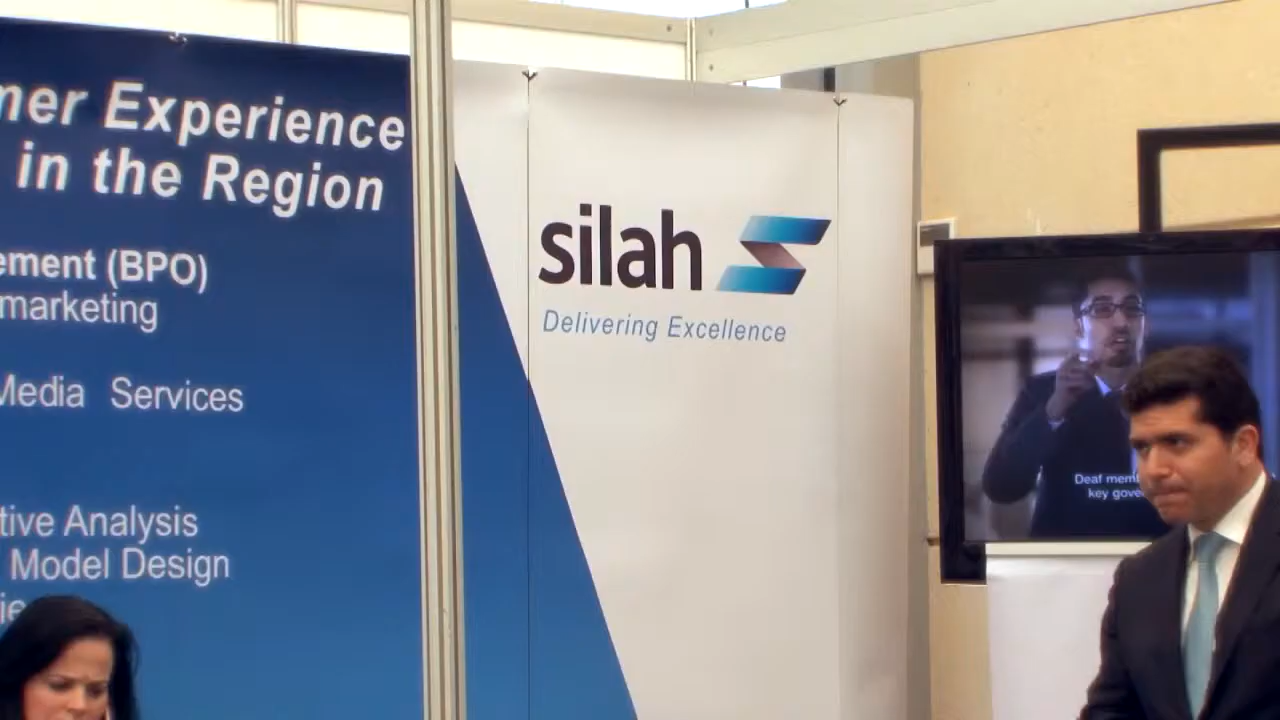 mer Experience
in the Region
ement (BPO)
marketing
Media Services
tive Analysis
Model Design
silah
Delivering Excellence
Deaf mem
key gove